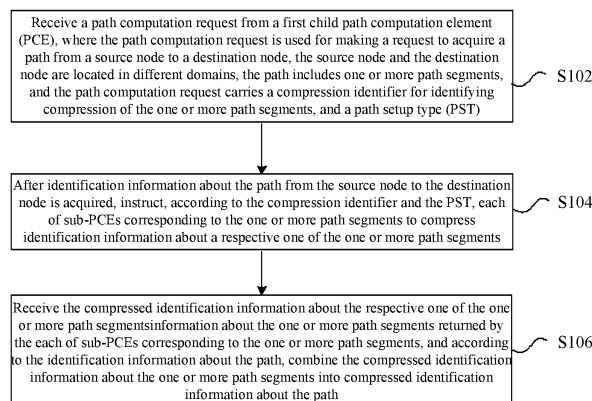 Receive a path computation request from a first child path computation element
(PCE), where the path computation request is used for making a request to acquire a
path from a source node to a destination node, the source node and the destination
node are located in different domains, the path includes one or more path segments,
and the path computation request carries a compression identifier for identifying
compression of the one or more path segments, and a path setup type (PST)
S102
After identification information about the path from the source node to the destination
node is acquired, instruct, according to the compression identifier and the PST, each
of sub-PCEs corresponding to the one or more path segments to compress
identification information about a respective one of the one or more path segments
S104
Receive the compressed identification information about the respective one of the one
or more path segmentsinformation about the one or more path segments returned by
the each of sub-PCEs corresponding to the one or more path segments, and according
to the identification information about the path, combine the compressed identification
information about the one or more path segments into compressed identification
information about the path
S106